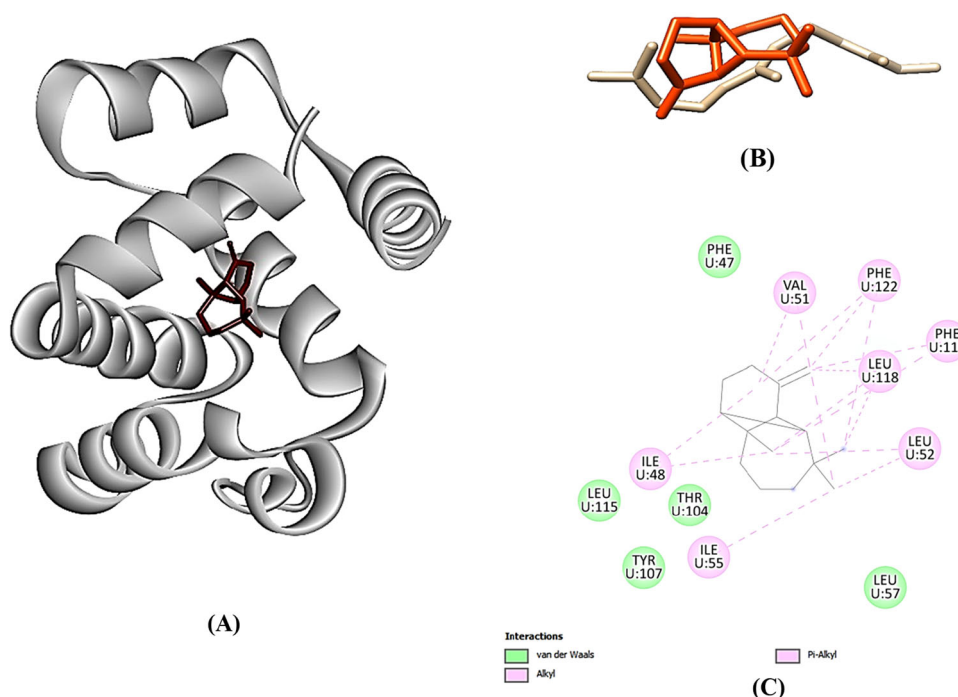 (A)
(B)
PHE
U:47
VAL
U:51
PHE
U:122
PHE
LEU
U:118
LEU
U:52
ILE
U:48
LEU
U:115
THR
U:104
TYR
U:107
ILE
U:55
LEU
U:57
Interactions
van der Waals
Alkyl
Pi-Alkyl
(C)